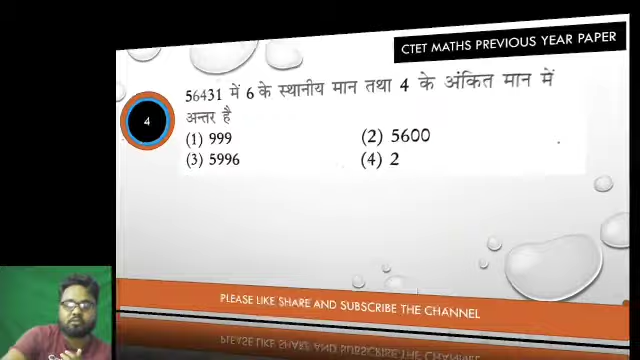 CTET MATHS PREVIOUS YEAR PAPER
4
56431 में 6 के स्थानीय मान तथा 4 के अंकित मान में
अन्तर है
(1) 999 (2) 5600
(3) 5996 (4) 2
PLEASE LIKE SHARE AND SUBSCRIBE THE CHANNEL